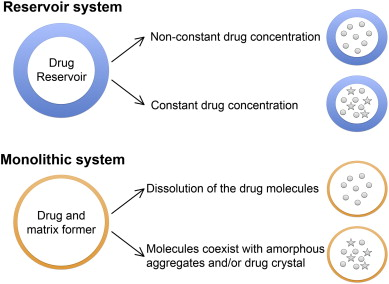 Reservoir system
Non-constant drug concentration
Drug
Reservoir
Constant drug concentration
Monolithic system
Dissolution of the drug molecules
Drug and
matrix former
Molecules coexist with amorphous
aggregates and/or drug crystal